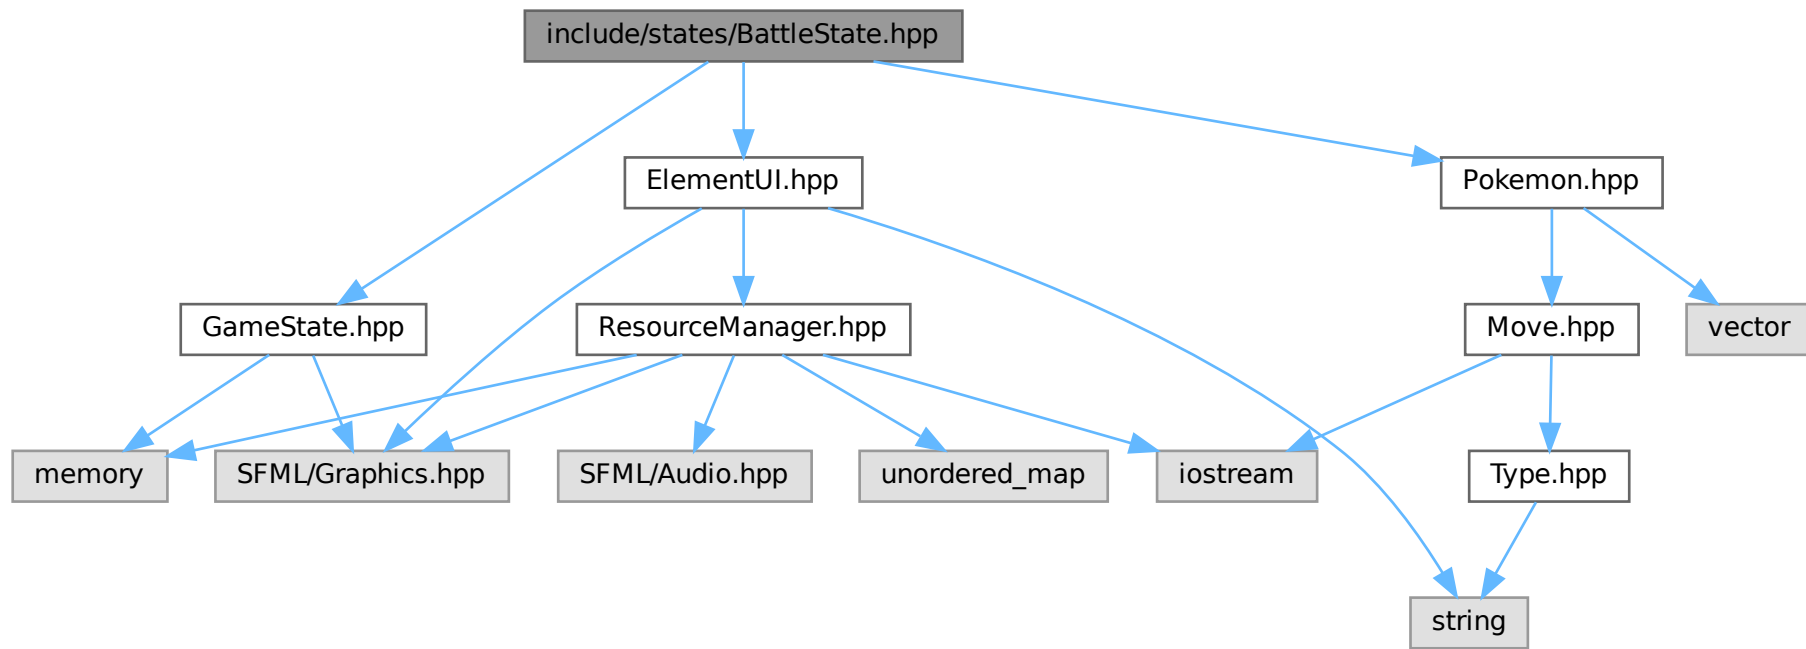 include/states/BattleState.hpp
ElementUI.hpp
Pokemon.hpp
GameState.hpp
ResourceManager.hpp
Move.hpp
vector
memory
SFML/Graphics.hpp
SFML/Audio.hpp
unordered_map
iostream
Type.hpp
string